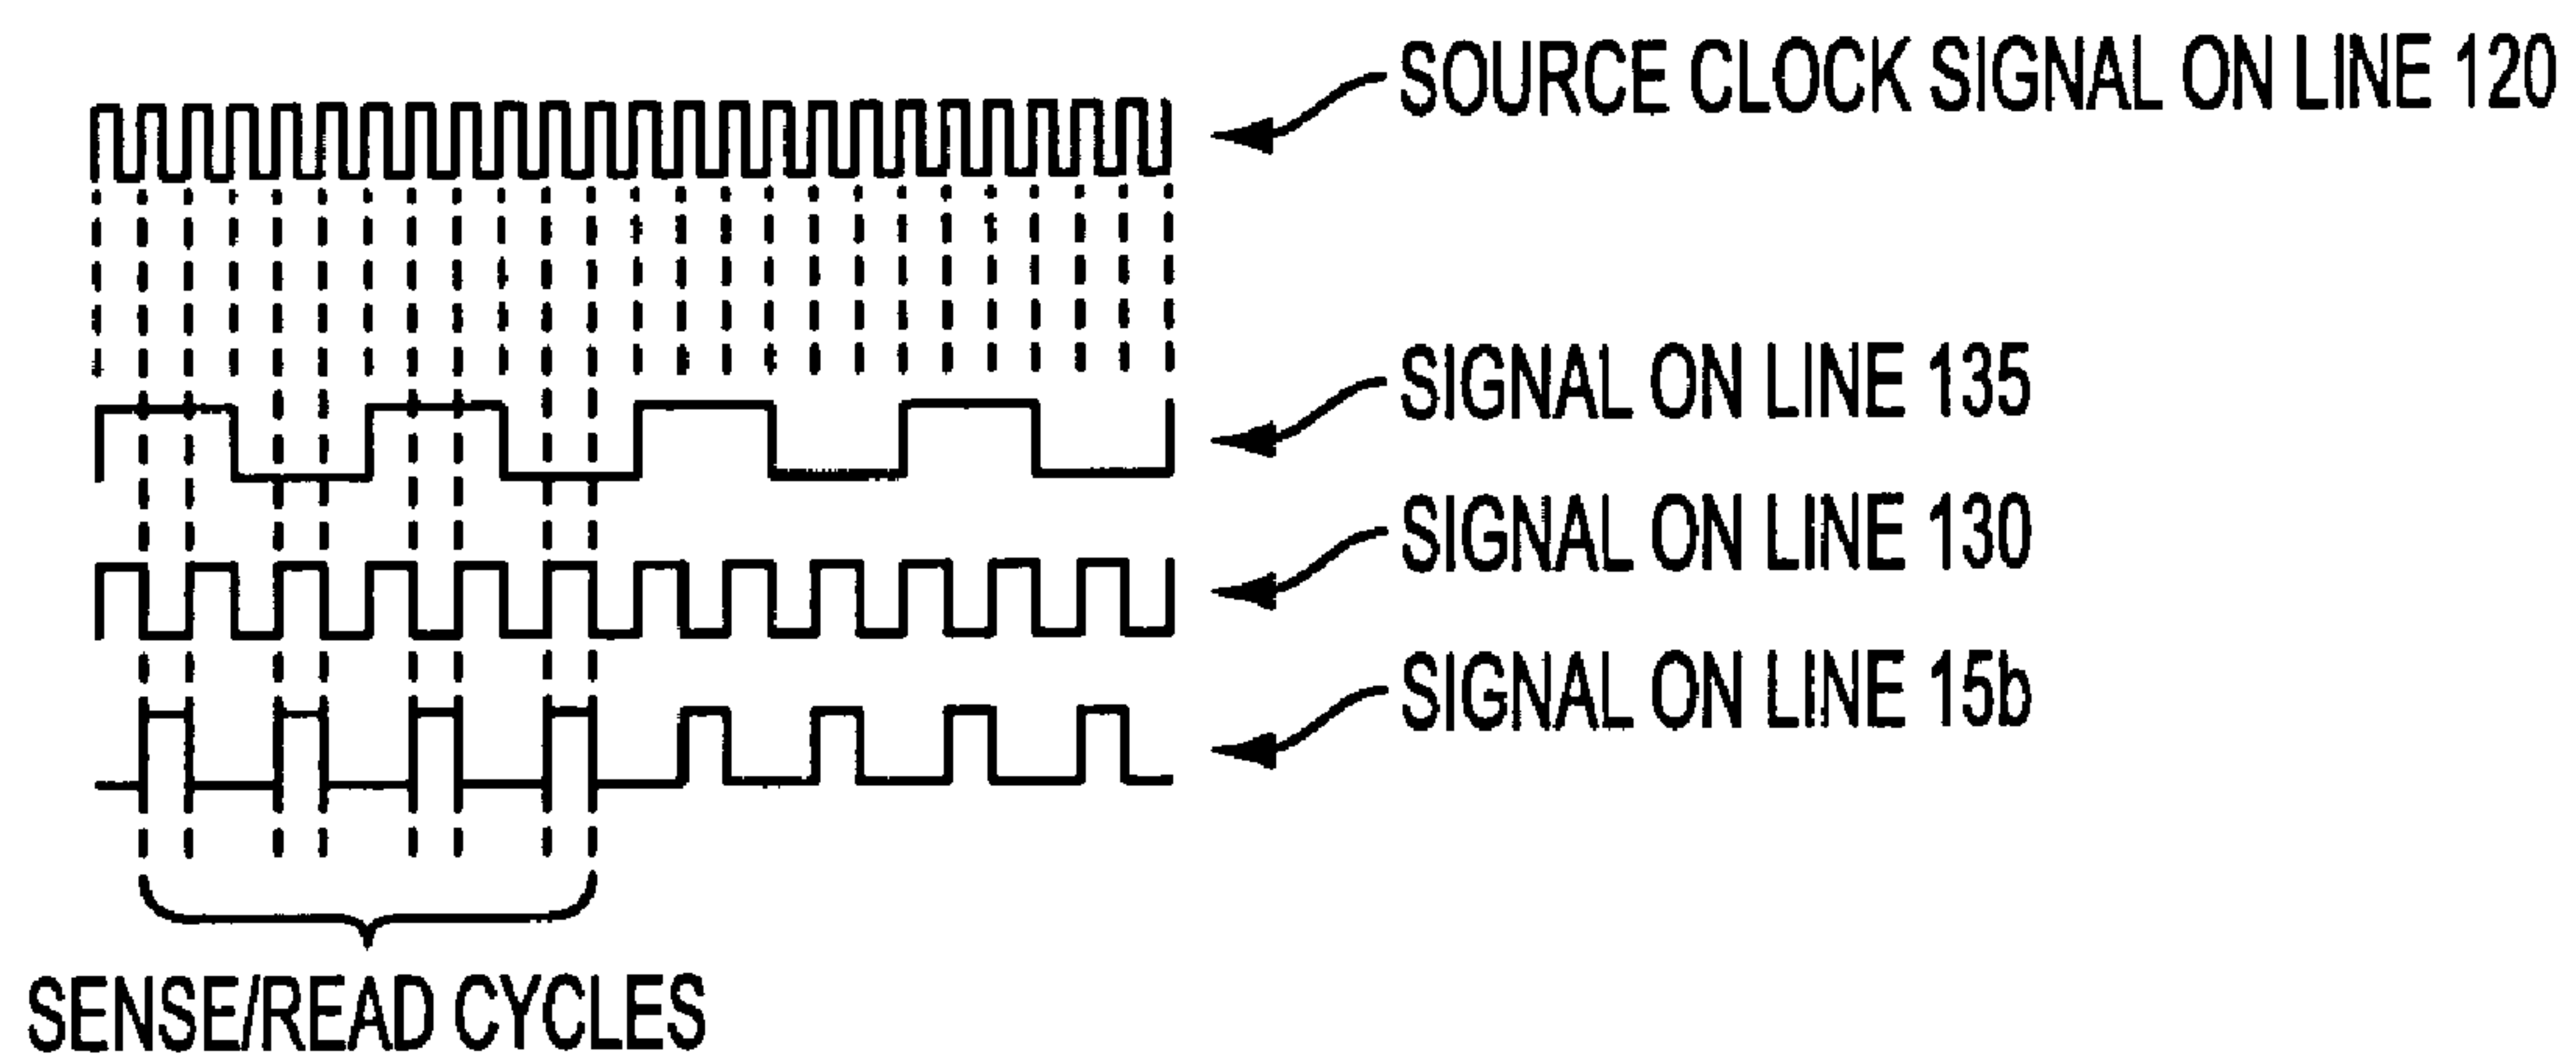 SOURCE CLOCK SIGNAL ON LINE 120
SIGNAL ON LINE 135
SIGNAL ON LINE 130
SIGNAL ON LINE 15b
SENSE/READ CYCLES